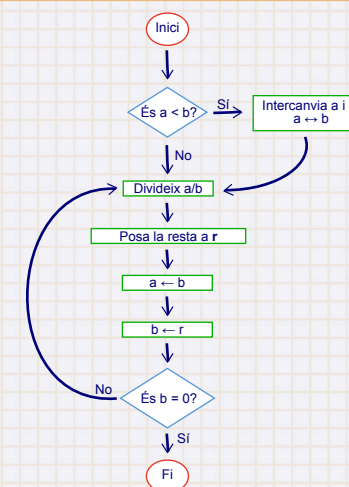 Inici
És a < b?
Sí
Intercanvia a i
a ↔ b
No
Divideix a/b
Posa la resta a r
a ← b
b ← r
És b = 0?
No
Sí
Fi